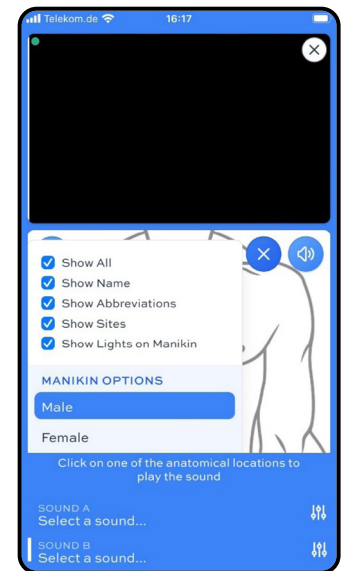 Telekom.de 16:17
Show All
Show Name
Show Abbreviations
Show Sites
Show Lights on Manikin
MANIKIN OPTIONS
Male
Female
Click on one of the anatomical locations to
play the sound
SOUND A
Select a sound...
SOUND B
Select a sound...